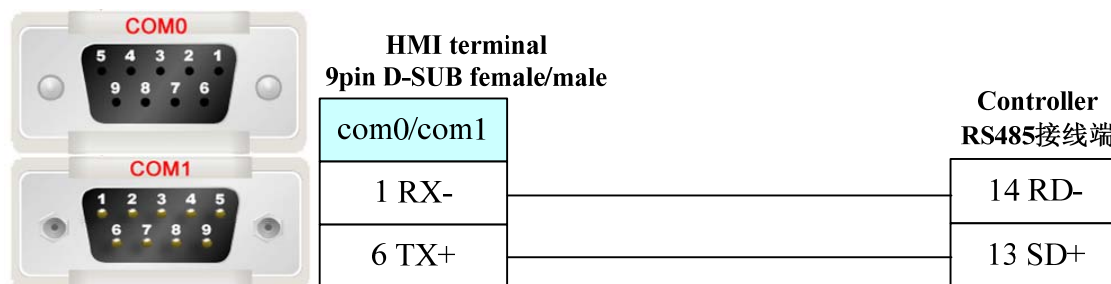 COM0
5 4 3 2 1
9 8 7 6
COM1
1 2 3 4 5
6 7 8 9
HMI terminal
9pin D-SUB female/male
com0/com1
1 RX-
6 TX+
Controller
RS485接线端
14 RD-
13 SD+